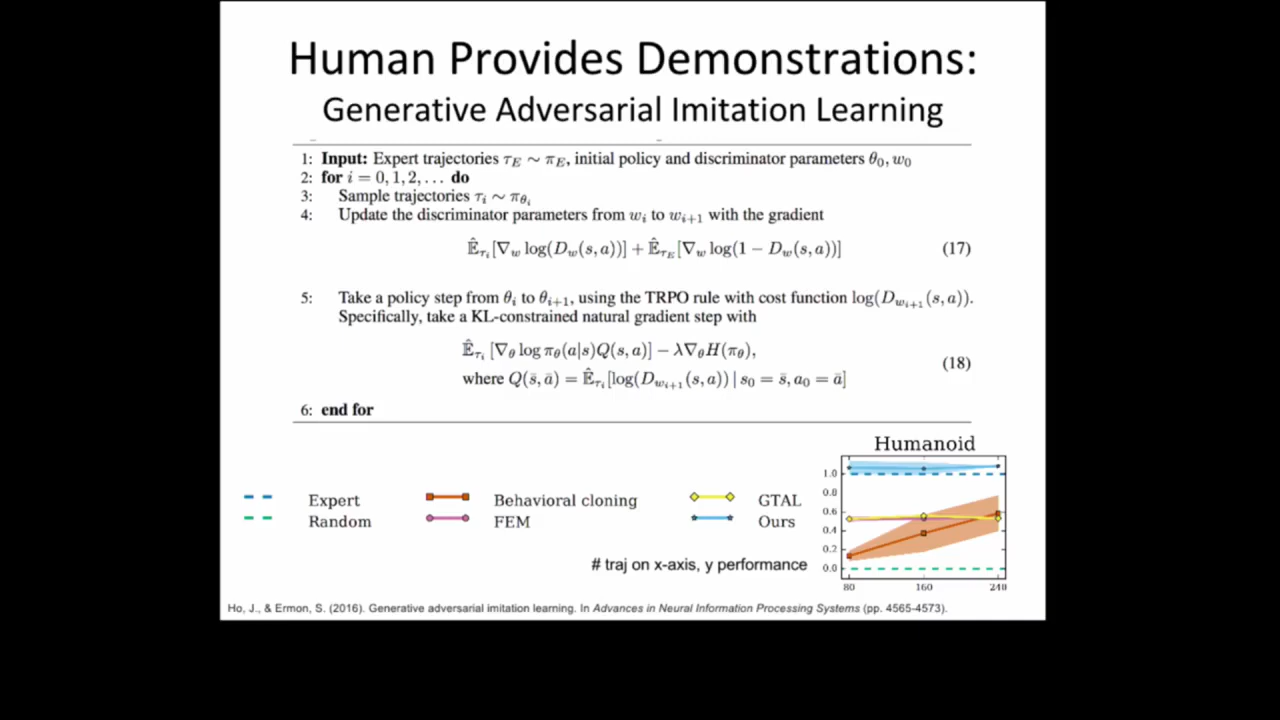 Human Provides Demonstrations:
Generative Adversarial Imitation Learning
1: Input: Expert trajectories τ_E ∼ π_E, initial policy and discriminator parameters θ_0, w_0
2: for i = 0, 1, 2, . . . do
3: Sample trajectories τ_i ∼ π_{θ_i}
4: Update the discriminator parameters from w_i to w_{i+1} with the gradient
Ê_{τ_i}[∇_w log(D_w(s, a))] + Ê_{τ_E}[∇_w log(1 − D_w(s, a))] (17)
5: Take a policy step from θ_i to θ_{i+1}, using the TRPO rule with cost function log(D_{w_{i+1}}(s, a)).
Specifically, take a KL-constrained natural gradient step with
Ê_{τ_i} [∇_θ log π_θ(a|s)Q(s, a)] − λ∇_θH(π_θ),
(18)
where Q(s̄, ā) = Ê_{τ_i}[log(D_{w_{i+1}}(s, a)) | s_0 = s̄, a_0 = ā]
6: end for
Humanoid
1.0
0.8
0.6
0.4
0.2
0.0
80 160 240
Expert Behavioral cloning GTAL
Random FEM Ours
# traj on x-axis, y performance
Ho, J., & Ermon, S. (2016). Generative adversarial imitation learning. In Advances in Neural Information Processing Systems (pp. 4565-4573).